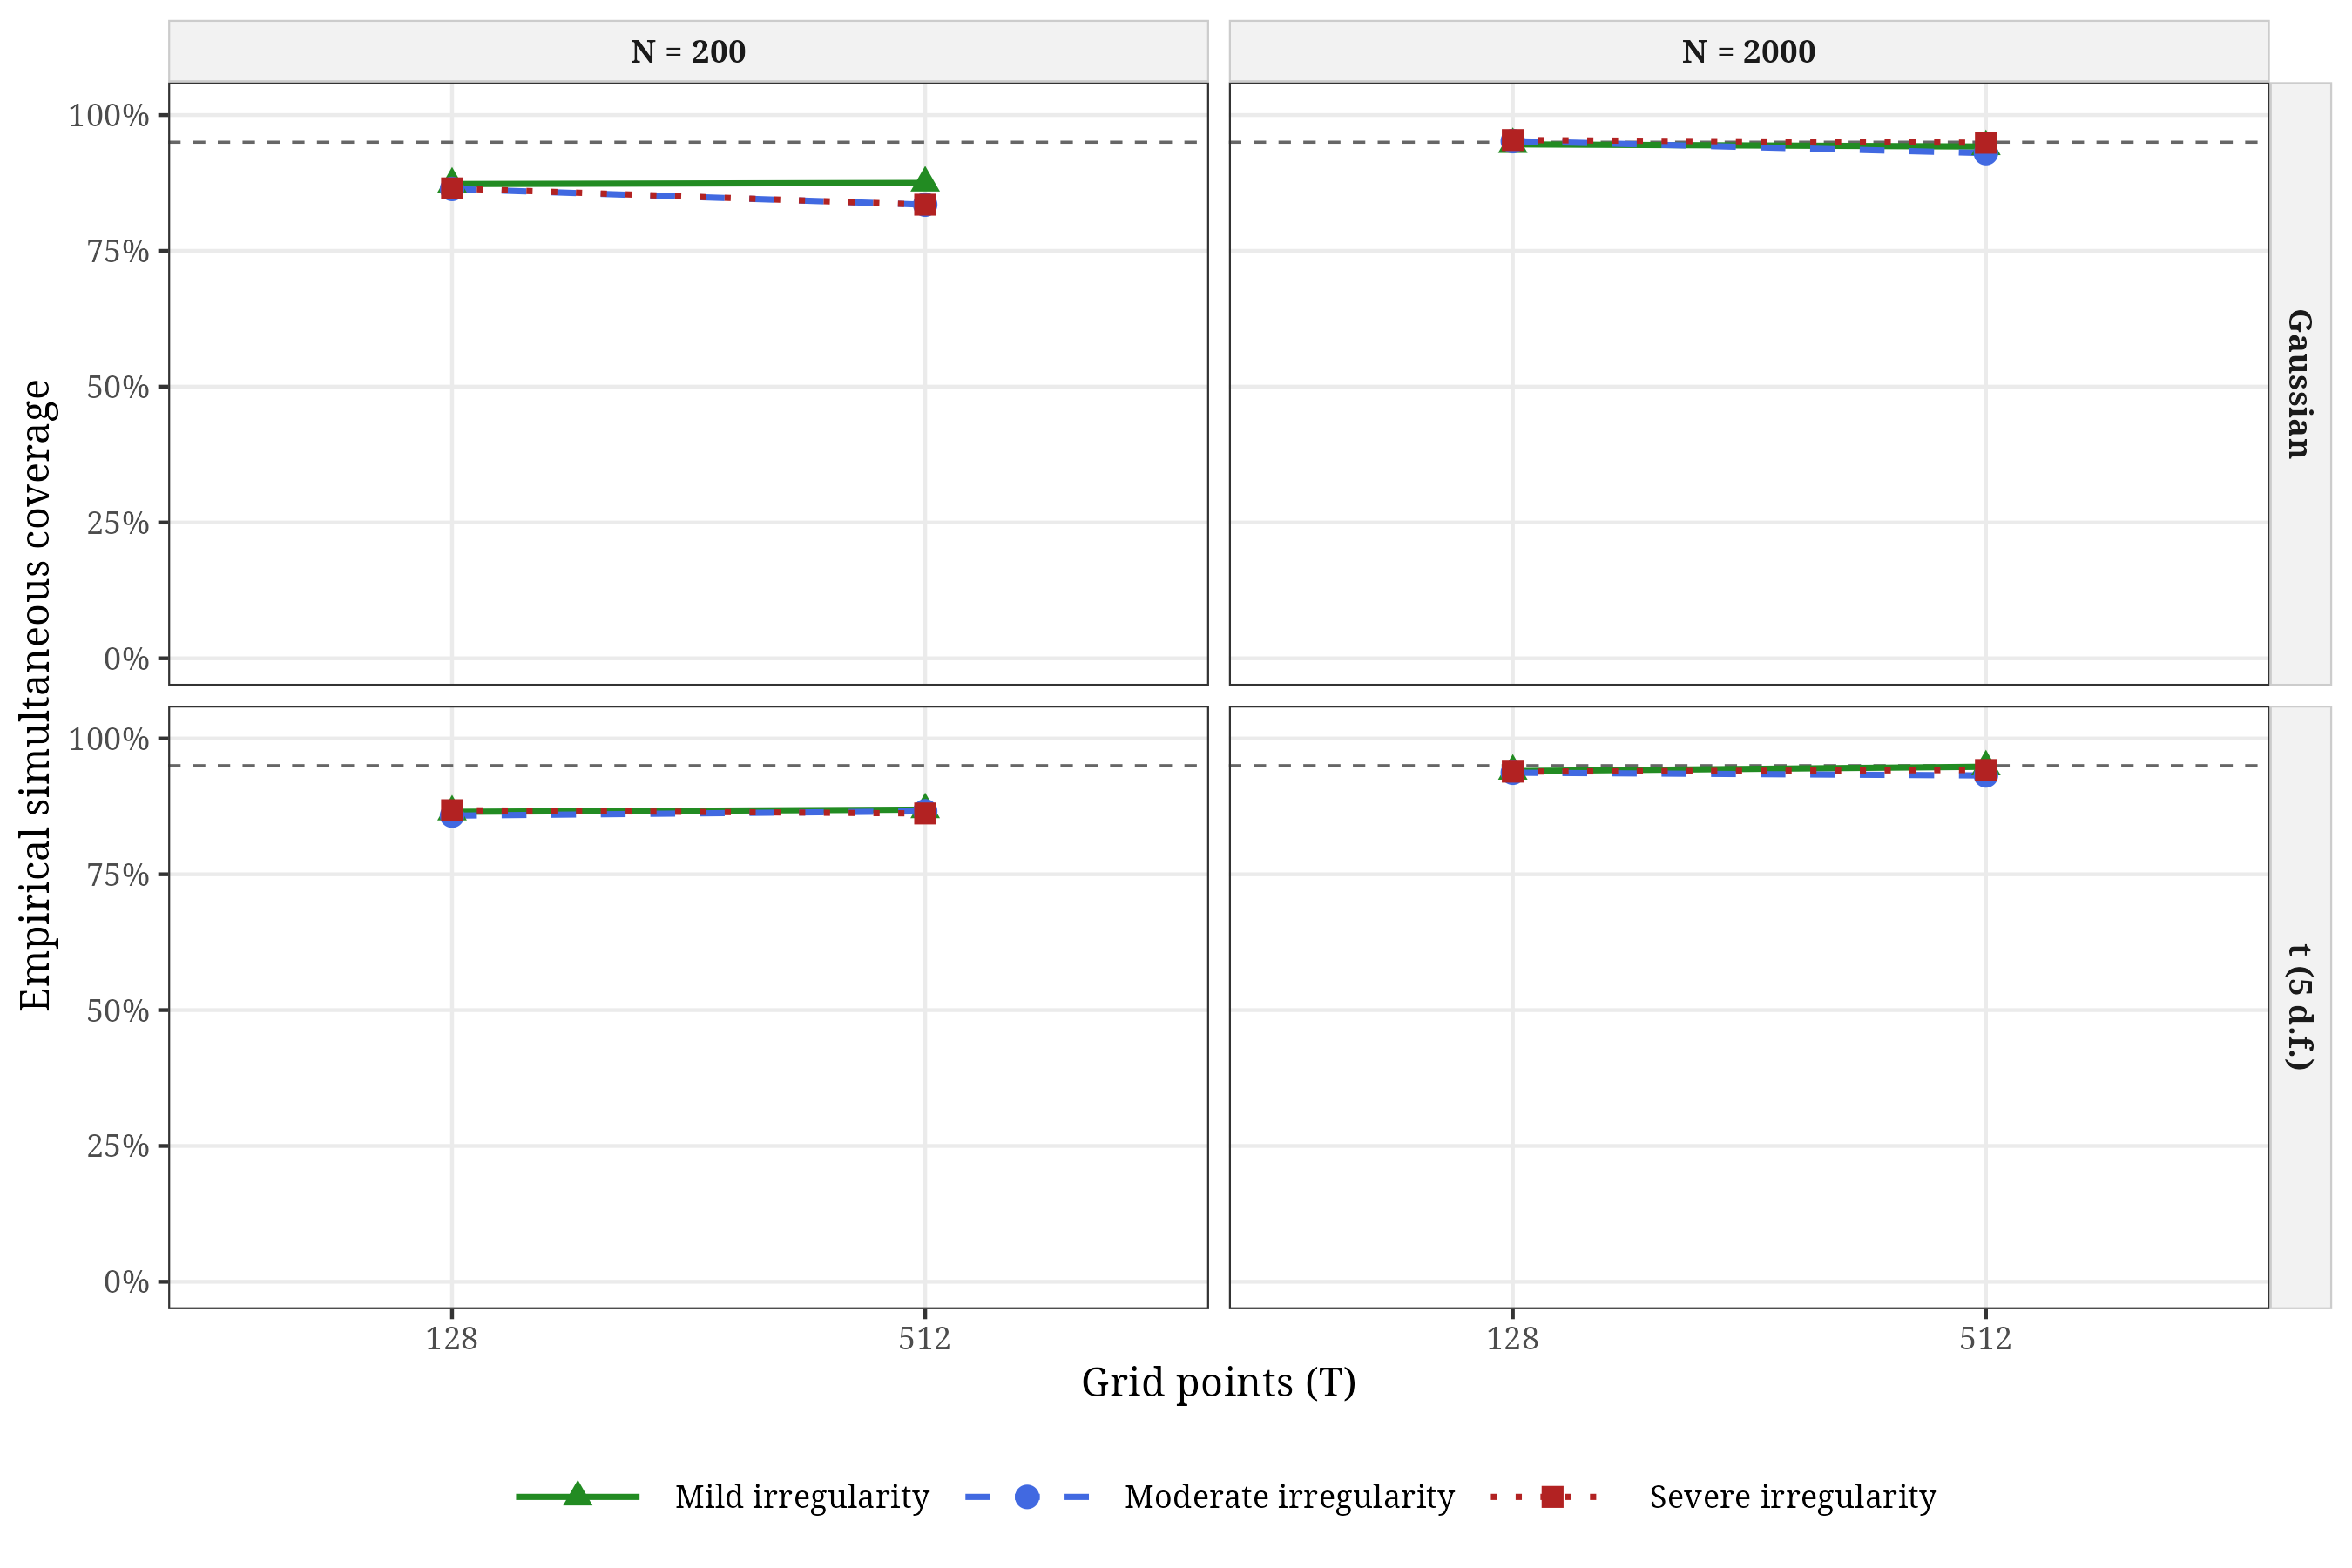 N = 200
N = 2000
Empirical simultaneous coverage
100%
75%
50%
25%
0%
Gaussian
100%
75%
50%
25%
0%
t (5 d.f.)
128
512
128
512
Grid points (T)
Mild irregularity
Moderate irregularity
Severe irregularity